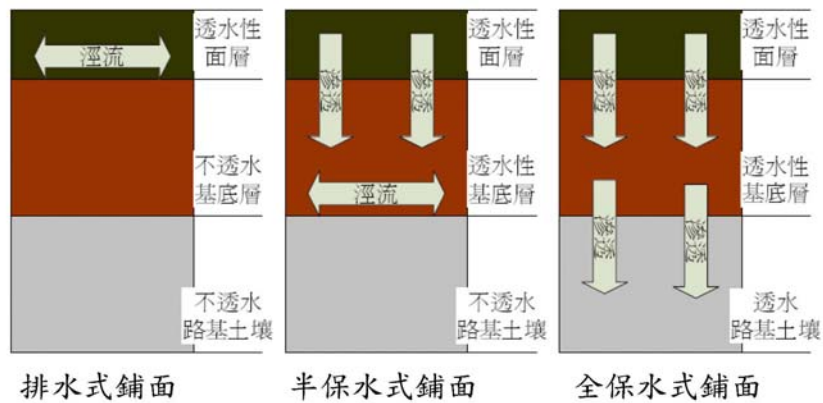 涇流
透水性
面層
不透水
基底層
不透水
路基土壤
排水式鋪面
滲透
滲透
涇流
透水性
面層
透水性
基底層
不透水
路基土壤
半保水式鋪面
滲透
滲透
滲透
滲透
透水性
面層
透水性
基底層
透水
路基土壤
全保水式鋪面